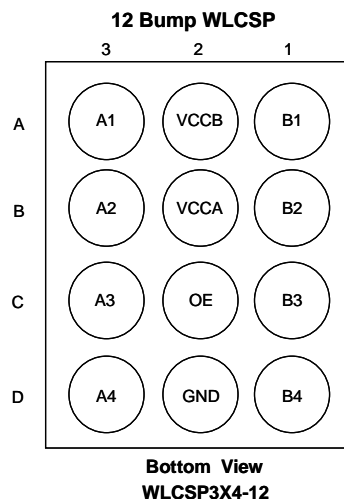 12 Bump WLCSP
3 2 1
A A1 VCCB B1
B A2 VCCA B2
C A3 OE B3
D A4 GND B4
Bottom View
WLCSP3X4-12